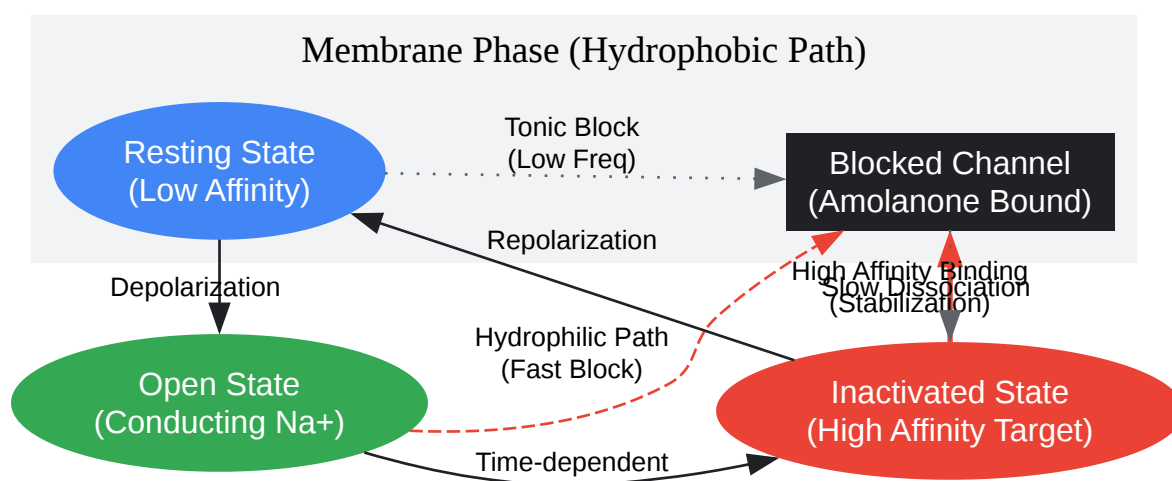 Membrane Phase (Hydrophobic Path)
Tonic Block
(Low Freq)
Resting State
(Low Affinity)
Blocked Channel
(Amolanone Bound)
Repolarization
High Affinity Binding
(Stabilization)
Slow Dissociation
Depolarization
Hydrophilic Path
(Fast Block)
Open State
(Conducting Na+)
Inactivated State
(High Affinity Target)
Time-dependent